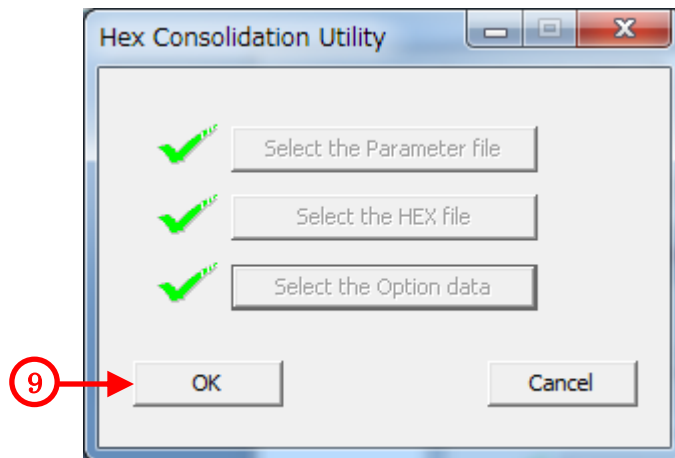 Hex Consolidation Utility
Select the Parameter file
Select the HEX file
Select the Option data
9
OK
Cancel